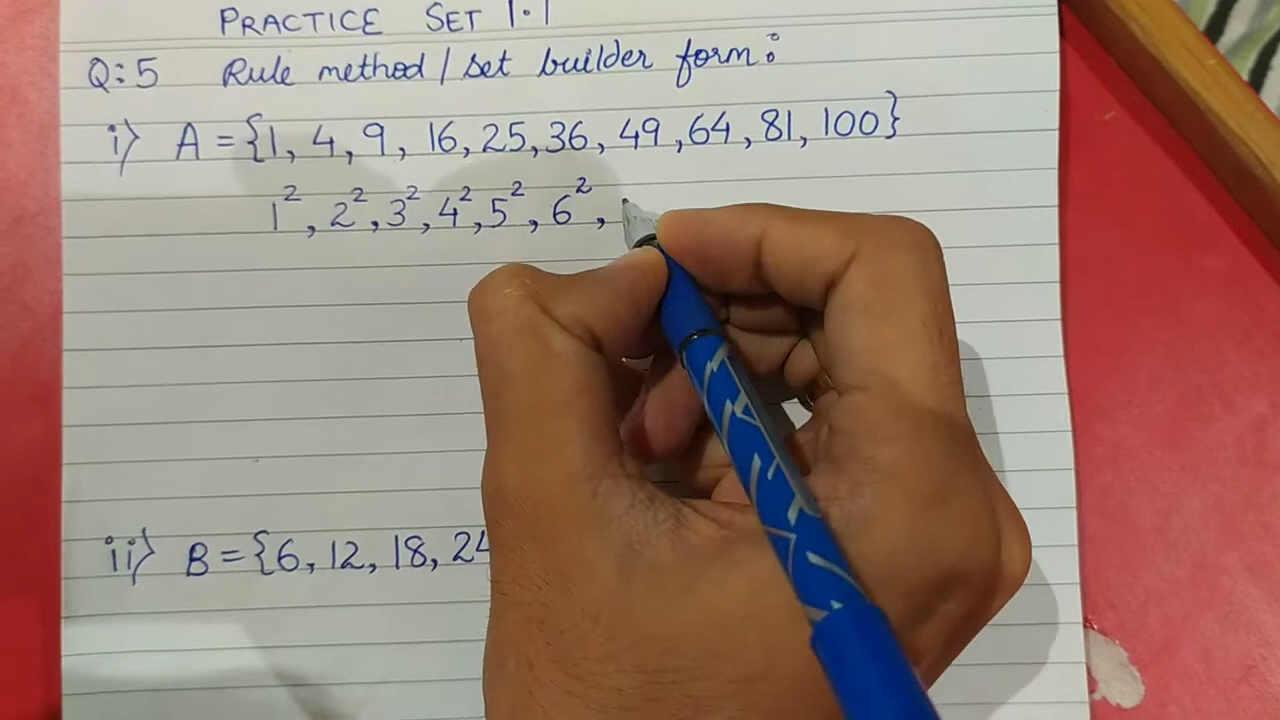 PRACTICE SET 1.1
Q:5 Rule method / set builder form:
i) A = {1, 4, 9, 16, 25, 36, 49, 64, 81, 100}
1², 2², 3², 4², 5², 6²,
ii) B = {6, 12, 18, 24